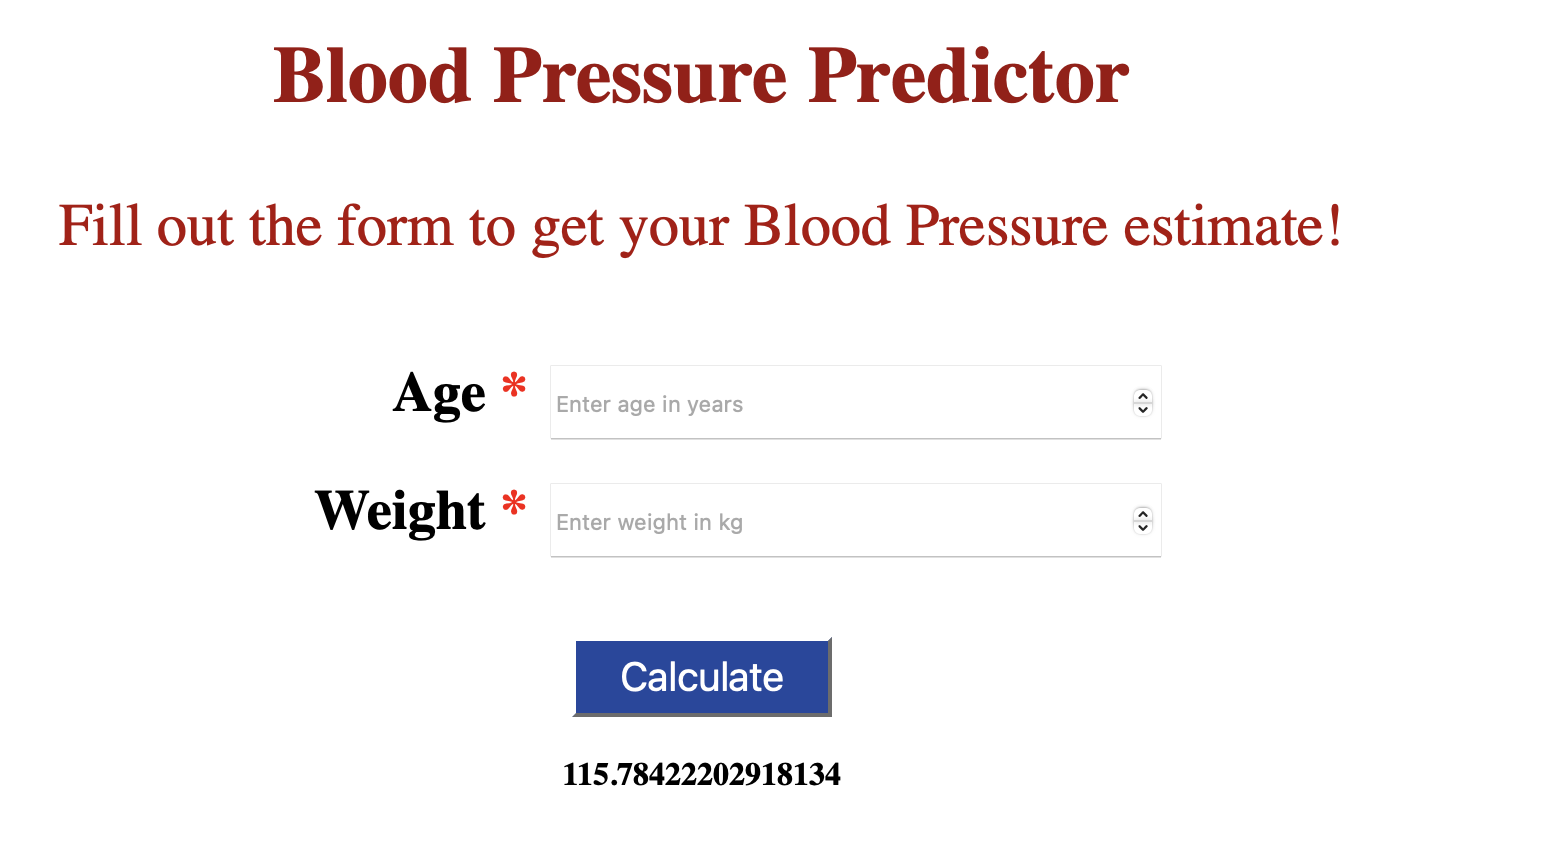 Blood Pressure Predictor
Fill out the form to get your Blood Pressure estimate!
Age *
Enter age in years
Weight *
Enter weight in kg
Calculate
115.78422202918134